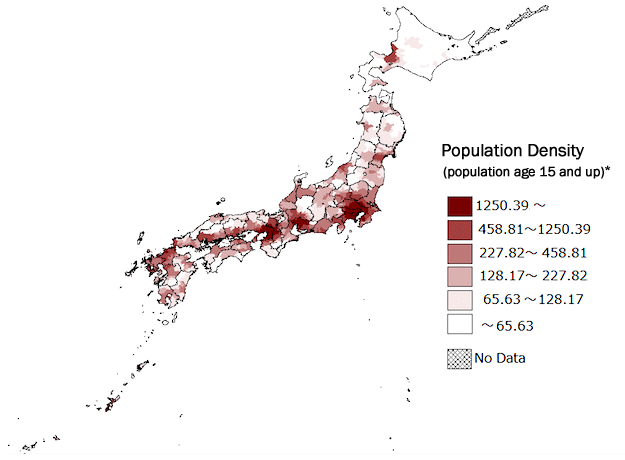 Population Density
(population age 15 and up)*
1250.39 ～
458.81～1250.39
227.82～ 458.81
128.17～ 227.82
65.63 ～128.17
～65.63
No Data